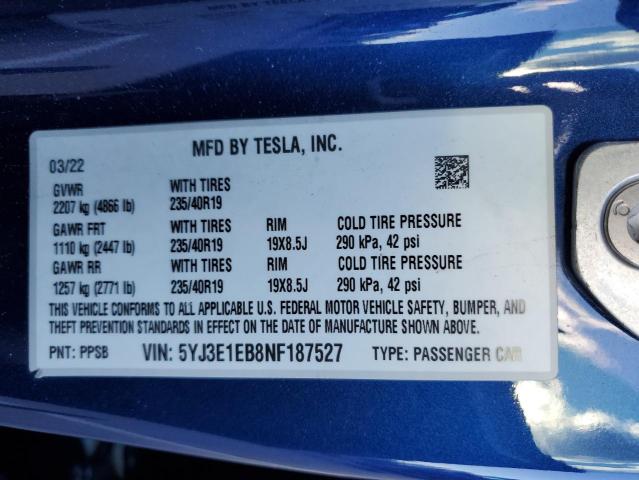 MFD BY TESLA, INC.
03/22
GVWR WITH TIRES
2207 kg (4866 lb) 235/40R19
GAWR FRT WITH TIRES RIM COLD TIRE PRESSURE
1110 kg (2447 lb) 235/40R19 19X8.5J 290 kPa, 42 psi
GAWR RR WITH TIRES RIM COLD TIRE PRESSURE
1257 kg (2771 lb) 235/40R19 19X8.5J 290 kPa, 42 psi
THIS VEHICLE CONFORMS TO ALL APPLICABLE U.S. FEDERAL MOTOR VEHICLE SAFETY, BUMPER, AND
THEFT PREVENTION STANDARDS IN EFFECT ON THE DATE OF MANUFACTURE SHOWN ABOVE.
PNT: PPSB VIN: 5YJ3E1EB8NF187527 TYPE: PASSENGER CAR